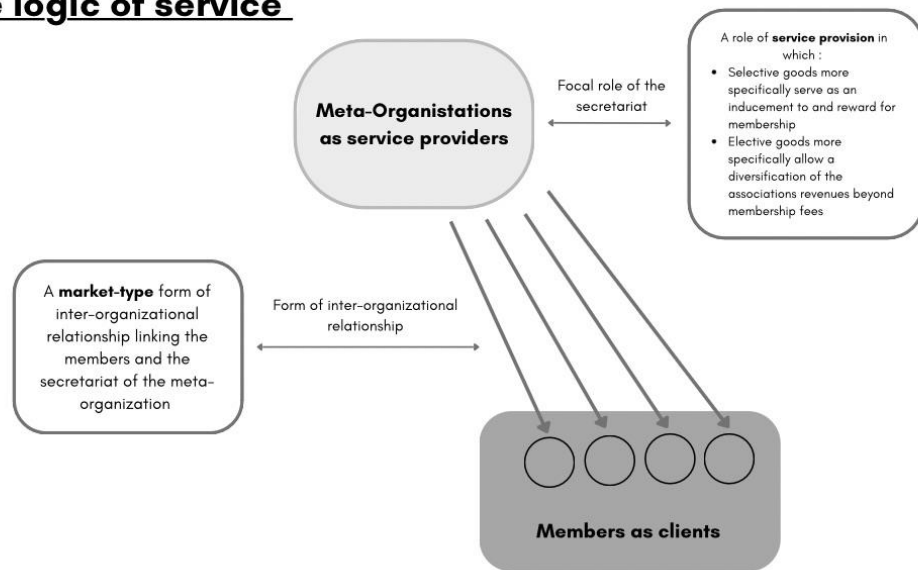 e logic of service
Meta-Organistations
as service providers
Focal role of the
secretariat
A role of service provision in
which :
• Selective goods more
specifically serve as an
inducement to and reward for
membership
• Elective goods more
specifically allow a
diversification of the
associations revenues beyond
membership fees
A market-type form of
inter-organizational
relationship linking the
members and the
secretariat of the meta-
organization
Form of inter-organizational
relationship
Members as clients